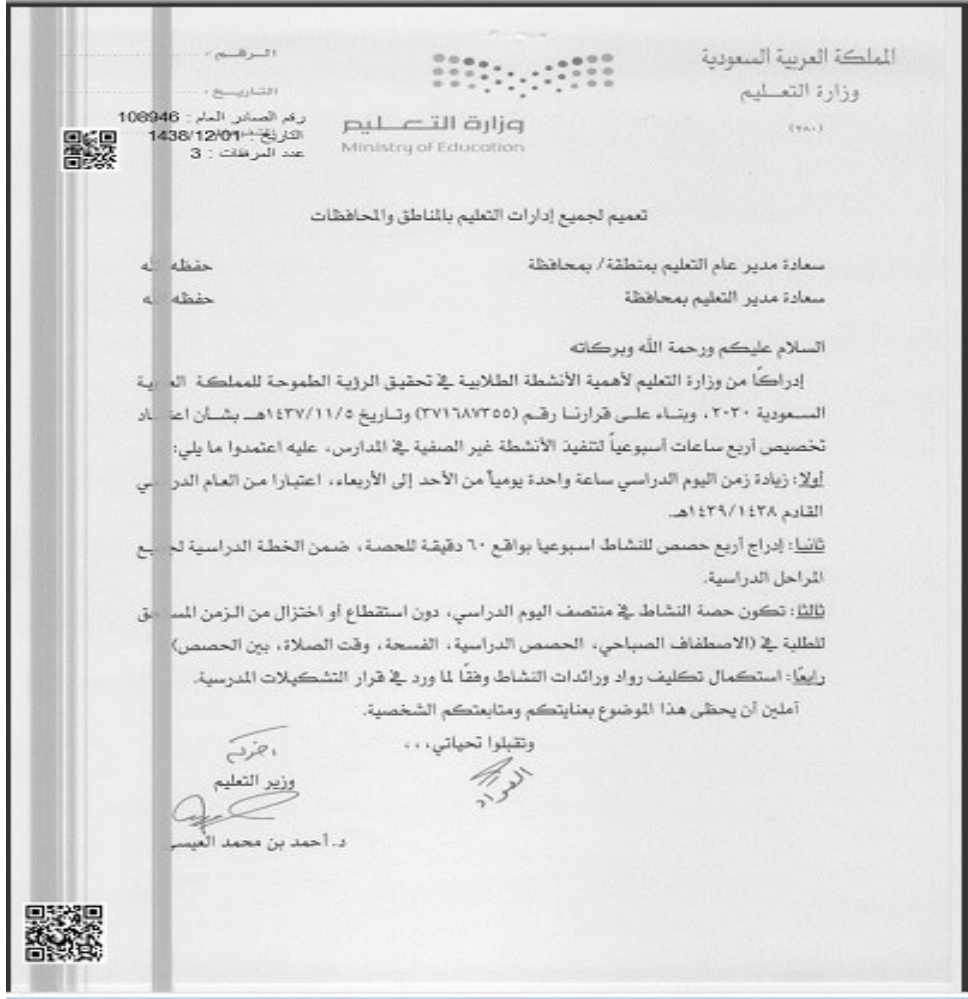 المملكة العربية السعودية
وزارة التعـــليم
(٢٨٠)
وزارة التعـــليم
Ministry of Education
الـرقـــم :
التاريـــخ :
رقم الصادر العام : 108946
التاريخ : 1438/12/01
عدد المرفقات : 3
تعميم لجميع إدارات التعليم بالمناطق والمحافظات
سعادة مدير عام التعليم بمنطقة/ بمحافظة حفظه الله
سعادة مدير التعليم بمحافظة حفظه الله
السلام عليكم ورحمة الله وبركاته
إدراكًا من وزارة التعليم لأهمية الأنشطة الطلابية في تحقيق الرؤية الطموحة للمملكة العربية
السعودية ٢٠٣٠، وبناء على قرارنا رقم (٣٧١٦٨٧٣٥٥) وتاريخ ١٤٣٧/١١/٥هـ بشأن اعتماد
تخصيص أربع ساعات أسبوعياً لتنفيذ الأنشطة غير الصفية في المدارس، عليه اعتمدوا ما يلي:
أولا: زيادة زمن اليوم الدراسي ساعة واحدة يومياً من الأحد إلى الأربعاء، اعتبارا من العام الدراسي
القادم ١٤٣٩/١٤٣٨هـ.
ثانيا: إدراج أربع حصص للنشاط اسبوعيا بواقع ٦٠ دقيقة للحصة، ضمن الخطة الدراسية لجميع
المراحل الدراسية.
ثالثا: تكون حصة النشاط في منتصف اليوم الدراسي، دون استقطاع أو اختزال من الزمن المستحق
للطلبة في (الاصطفاف الصباحي، الحصص الدراسية، الفسحة، وقت الصلاة، بين الحصص)
رابعًا: استكمال تكليف رواد ورائدات النشاط وفقًا لما ورد في قرار التشكيلات المدرسية.
آملين أن يحظى هذا الموضوع بعنايتكم ومتابعتكم الشخصية.
وتقبلوا تحياتي،،،
وزير التعليم
د. أحمد بن محمد العيسى